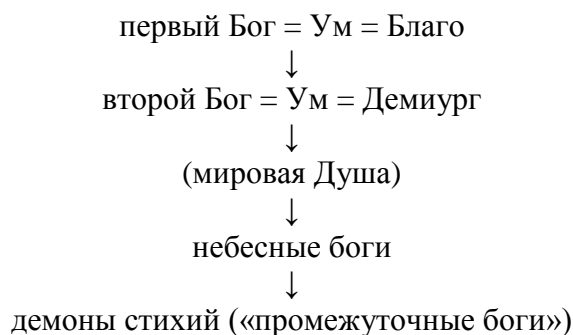 первый Бог = Ум = Благо
↓
второй Бог = Ум = Демиург
↓
(мировая Душа)
↓
небесные боги
↓
демоны стихий («промежуточные боги»)